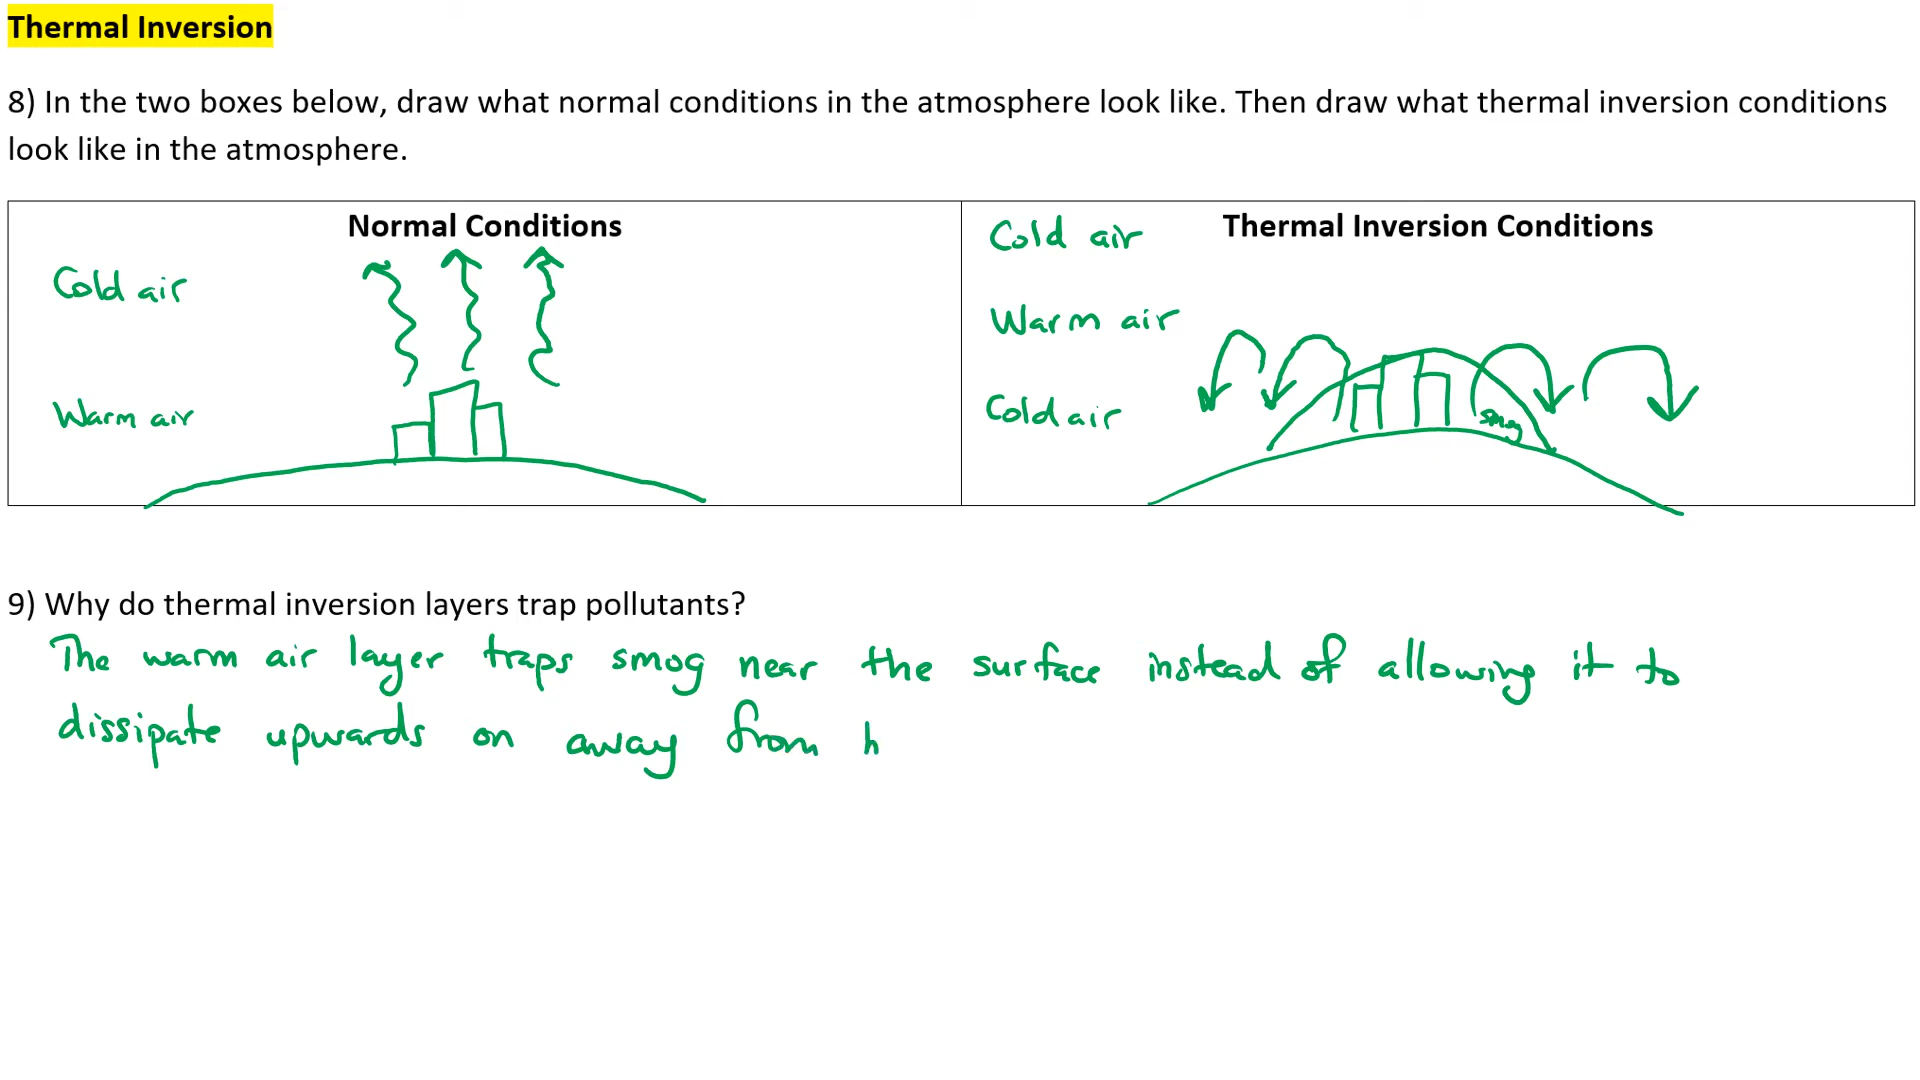 Thermal Inversion
8) In the two boxes below, draw what normal conditions in the atmosphere look like. Then draw what thermal inversion conditions
look like in the atmosphere.
Normal Conditions
Cold air
Warm air
Thermal Inversion Conditions
Cold air
Warm air
Cold air
smog
9) Why do thermal inversion layers trap pollutants?
The warm air layer traps smog near the surface instead of allowing it to
dissipate upwards on away from h